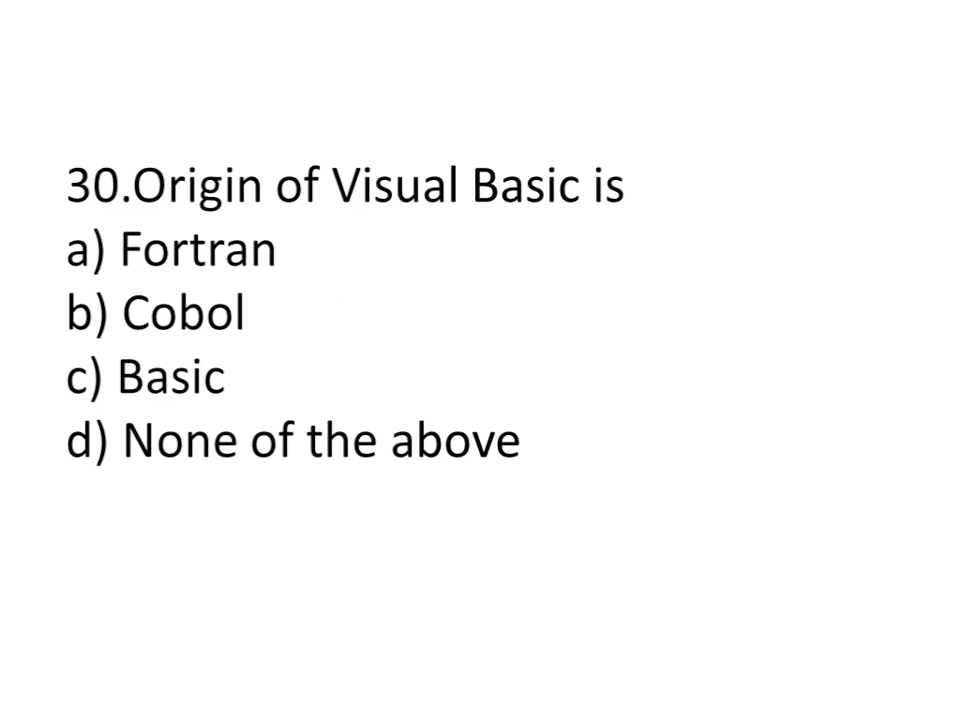 30.Origin of Visual Basic is
a) Fortran
b) Cobol
c) Basic
d) None of the above